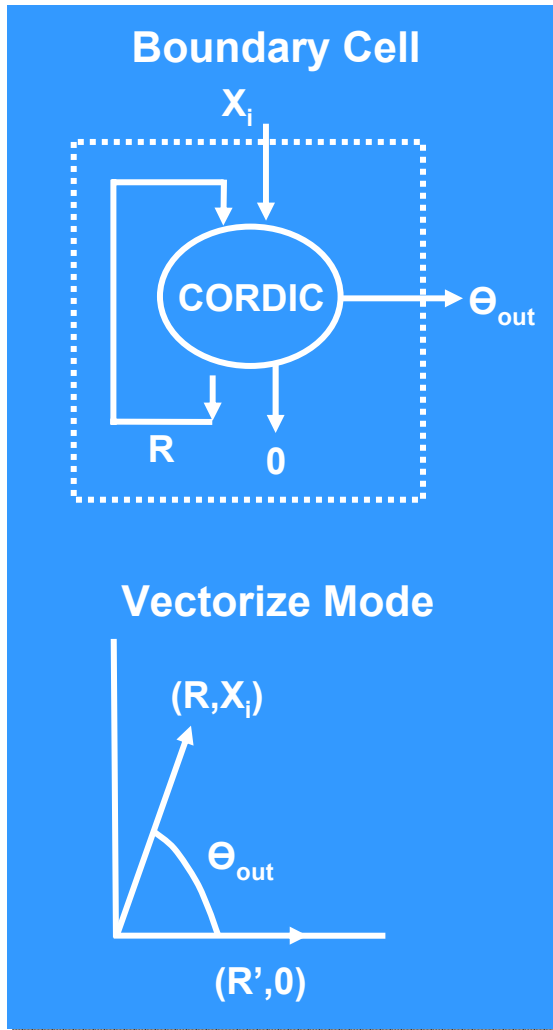 Boundary Cell
Xi
CORDIC
ϴout
R
0
Vectorize Mode
(R,Xi)
ϴout
(R’,0)